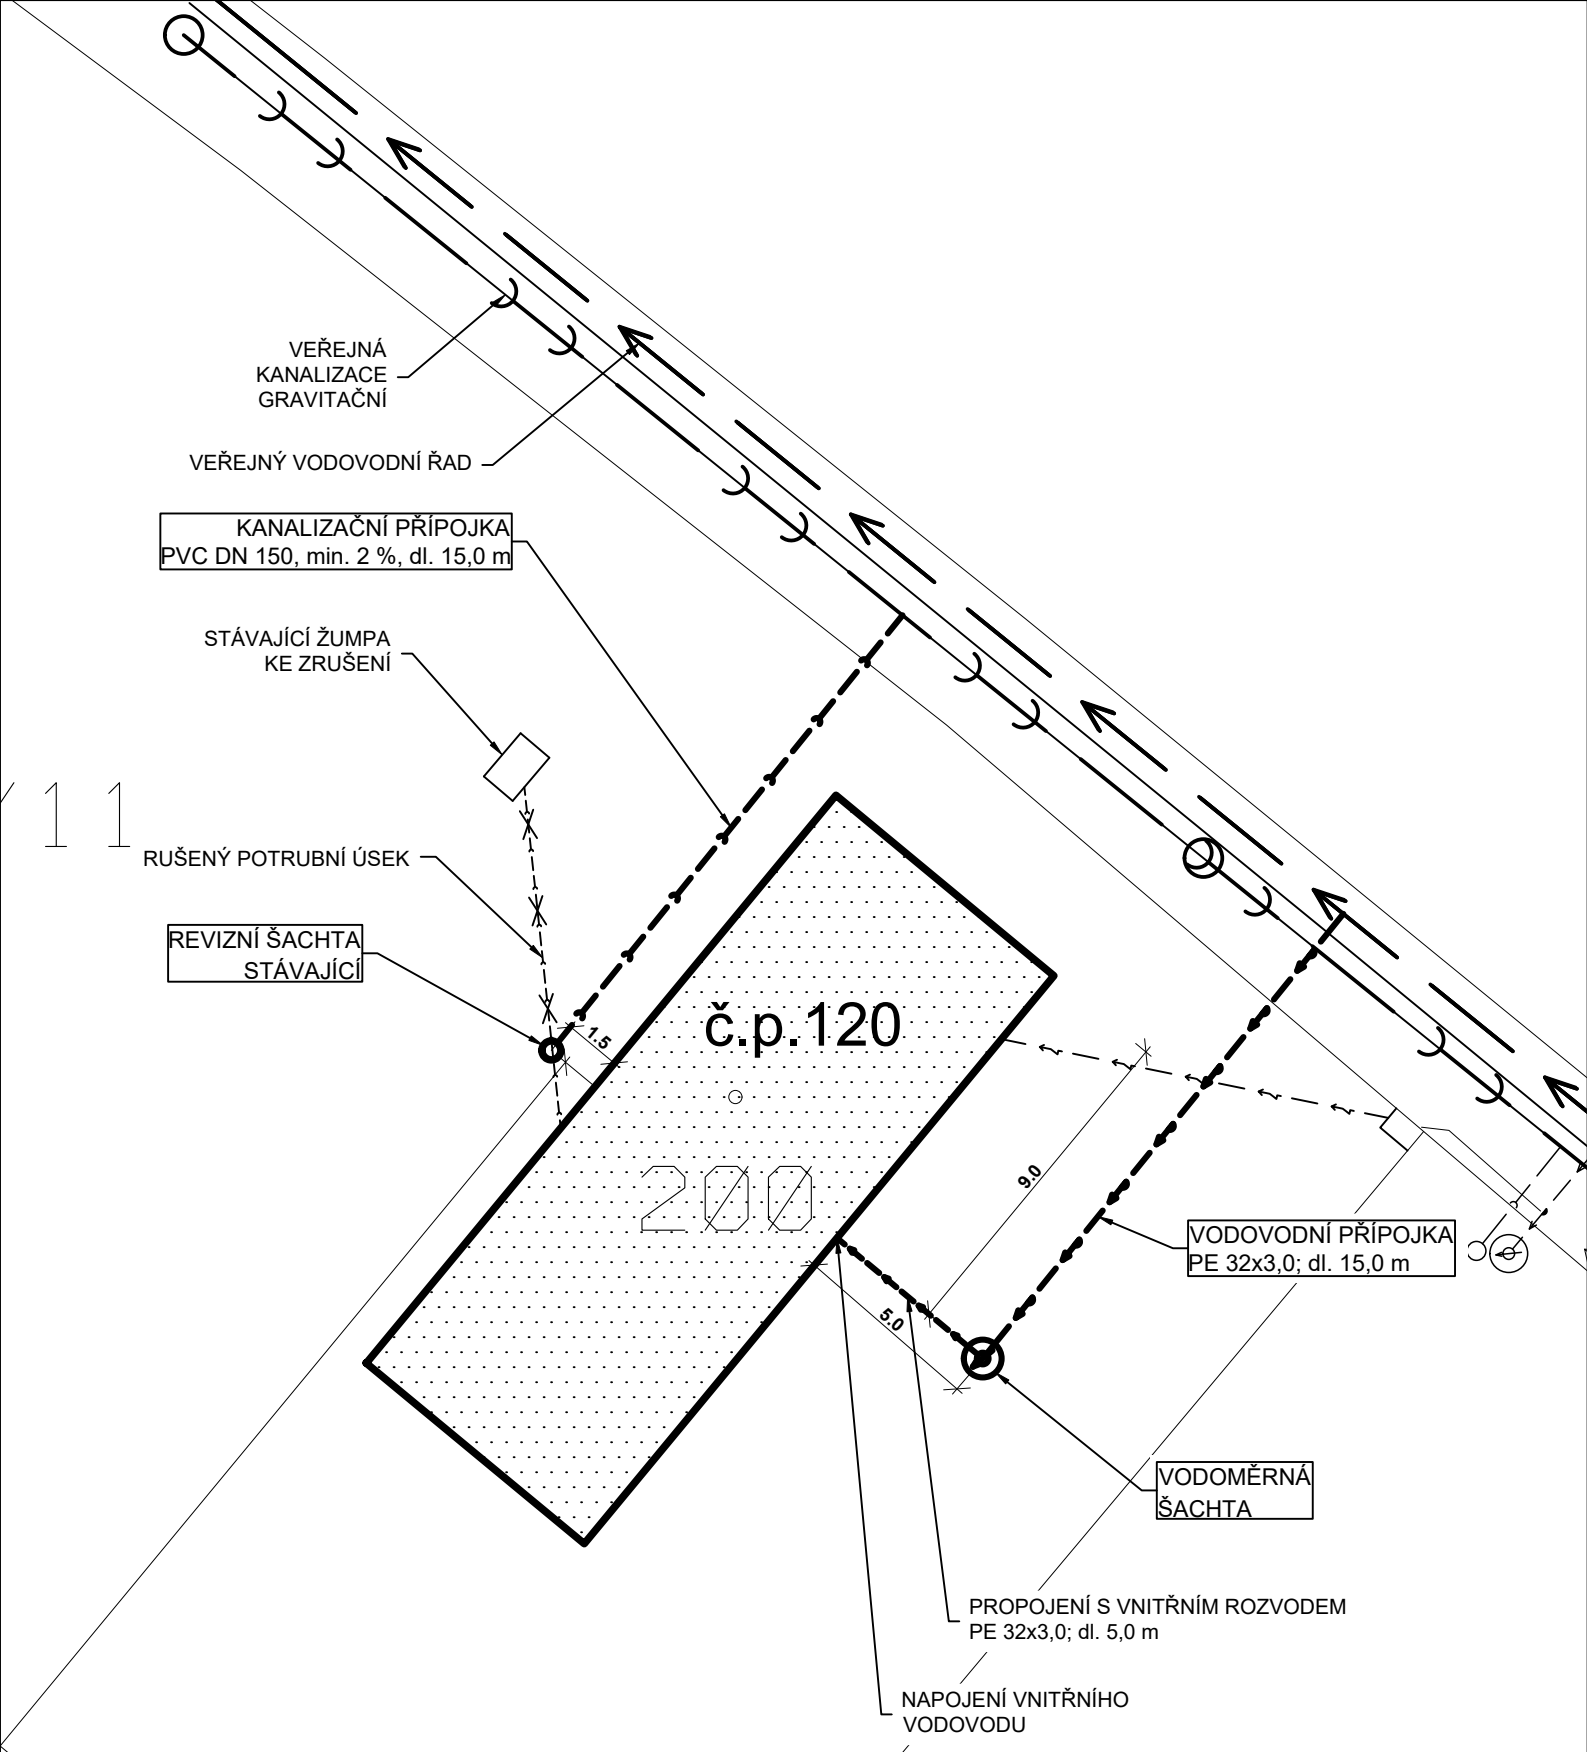 VEŘEJNÁ
KANALIZACE
GRAVITAČNÍ
VEŘEJNÝ VODOVODNÍ ŘAD
KANALIZAČNÍ PŘÍPOJKA
PVC DN 150, min. 2 %, dl. 15,0 m
STÁVAJÍCÍ ŽUMPA
KE ZRUŠENÍ
/11
RUŠENÝ POTRUBNÍ ÚSEK
REVIZNÍ ŠACHTA
STÁVAJÍCÍ
1.5
č.p.120
200
9.0
5.0
VODOVODNÍ PŘÍPOJKA
PE 32x3,0; dl. 15,0 m
VODOMĚRNÁ
ŠACHTA
PROPOJENÍ S VNITŘNÍM ROZVODEM
PE 32x3,0; dl. 5,0 m
NAPOJENÍ VNITŘNÍHO
VODOVODU